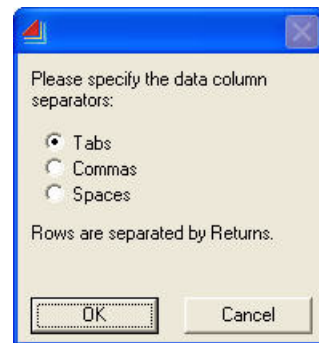 Please specify the data column
separators:
Tabs
Commas
Spaces
Rows are separated by Returns.
OK
Cancel